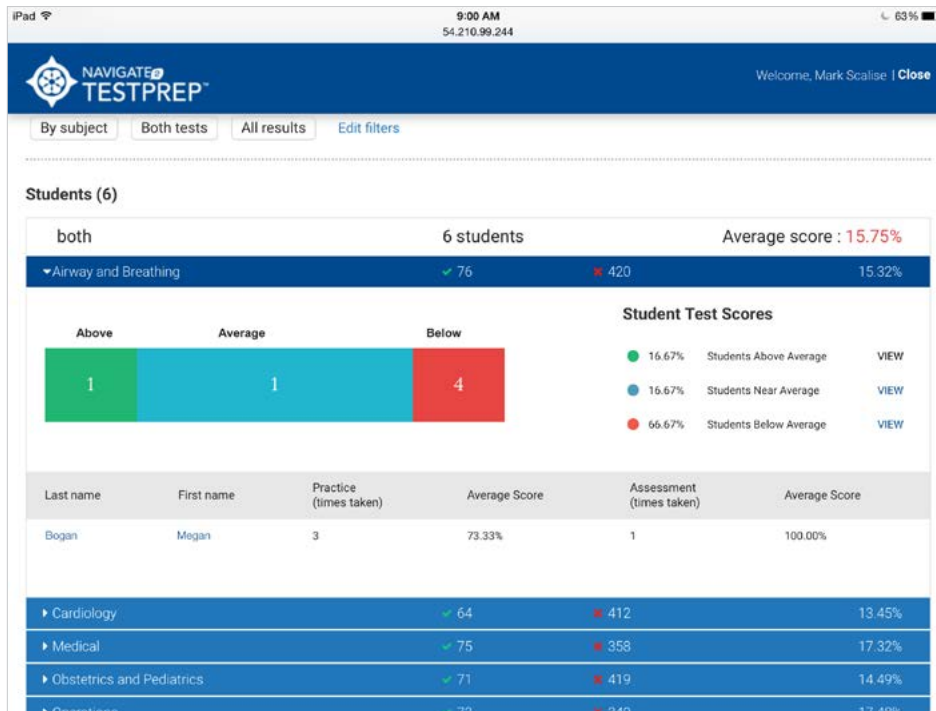 iPad 9:00 AM 63%
54.210.99.244
NAVIGATE 2
TESTPREP™
Welcome, Mark Scalise | Close
By subject Both tests All results Edit filters
Students (6)
both 6 students Average score : 15.75%
Airway and Breathing 76 420 15.32%
Above Average Below
1 1 4
Student Test Scores
16.67% Students Above Average VIEW
16.67% Students Near Average VIEW
66.67% Students Below Average VIEW
Last name First name Practice (times taken) Average Score Assessment (times taken) Average Score
Bogan Megan 3 73.33% 1 100.00%
Cardiology 64 412 13.45%
Medical 75 358 17.32%
Obstetrics and Pediatrics 71 419 14.49%